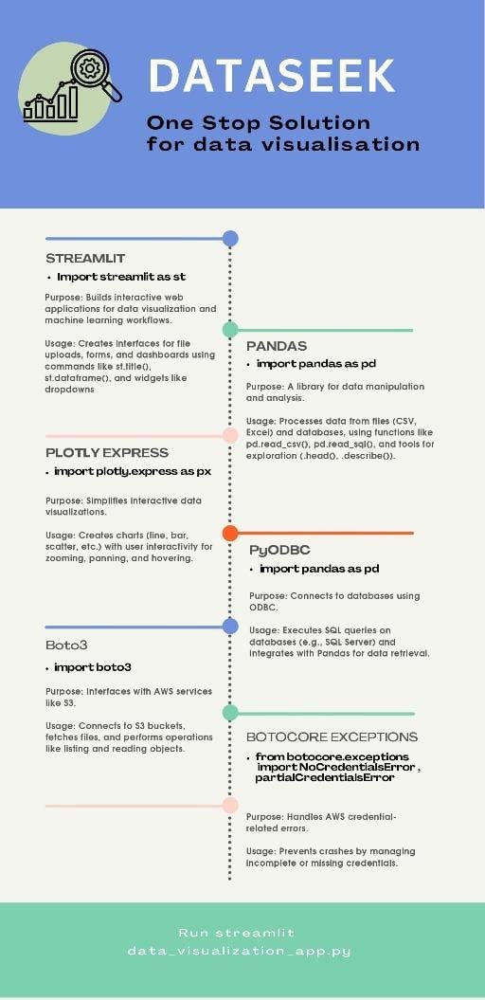 DATASEEK
One Stop Solution
for data visualisation
STREAMLIT
• Import streamlit as st
Purpose: Builds interactive web
applications for data visualization and
machine learning workflows.
Usage: Creates interfaces for file
uploads, forms, and dashboards using
commands like st.title(),
st.dataframe(), and widgets like
dropdowns
PANDAS
• import pandas as pd
Purpose: A library for data manipulation
and analysis.
Usage: Processes data from files (CSV,
Excel) and databases, using functions like
pd.read_csv(), pd.read_sql(), and tools for
exploration (.head(), .describe()).
PLOTLY EXPRESS
• import plotly.express as px
Purpose: Simplifies interactive data
visualizations.
Usage: Creates charts (line, bar,
scatter, etc.) with user interactivity for
zooming, panning, and hovering.
PyODBC
• import pandas as pd
Purpose: Connects to databases using
ODBC.
Usage: Executes SQL queries on
databases (e.g., SQL Server) and
integrates with Pandas for data retrieval.
Boto3
• import boto3
Purpose: Interfaces with AWS services
like S3.
Usage: Connects to S3 buckets,
fetches files, and performs operations
like listing and reading objects.
BOTOCORE EXCEPTIONS
• from botocore.exceptions
import NoCredentialsError ,
partialCredentialsError
Purpose: Handles AWS credential-
related errors.
Usage: Prevents crashes by managing
incomplete or missing credentials.
Run streamlit
data_visualization_app.py